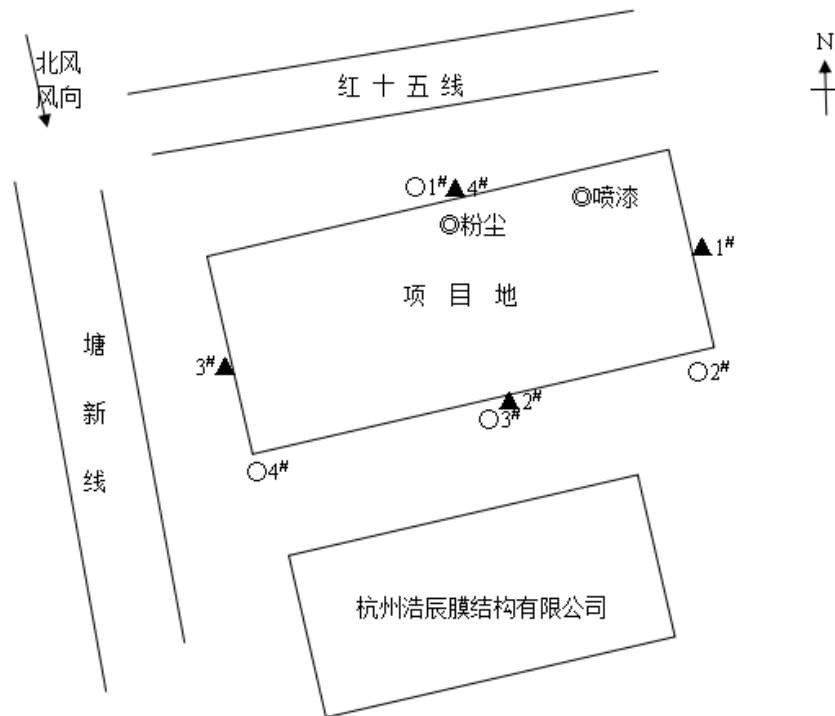 北风
风向
N
红十五线
○1# ▲4#
◎喷漆
◎粉尘
▲1#
项目地
3#▲
塘新线
○2#
▲2#
○3#
○4#
杭州浩辰膜结构有限公司